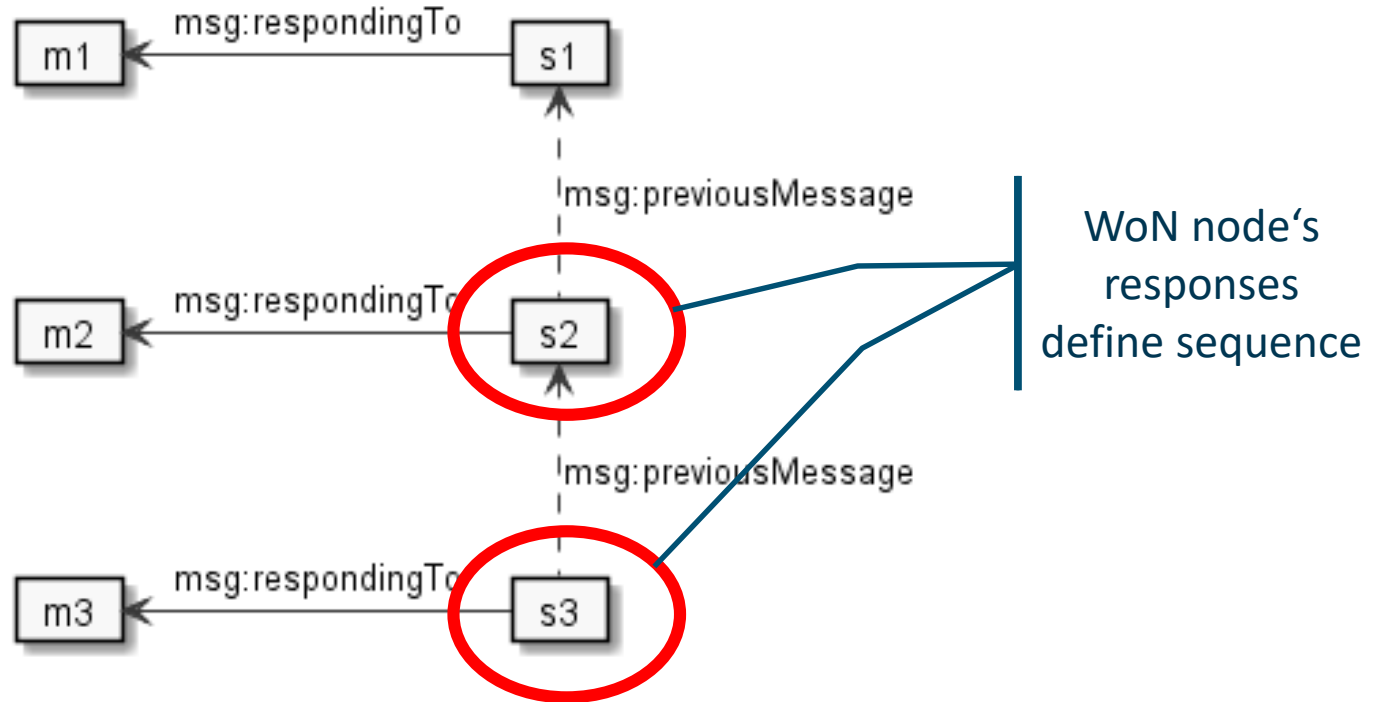 msg:respondingTo
m1
s1
msg:previousMessage
WoN node‘s
responses
define sequence
msg:respondingTo
m2
s2
msg:previousMessage
msg:respondingTo
m3
s3